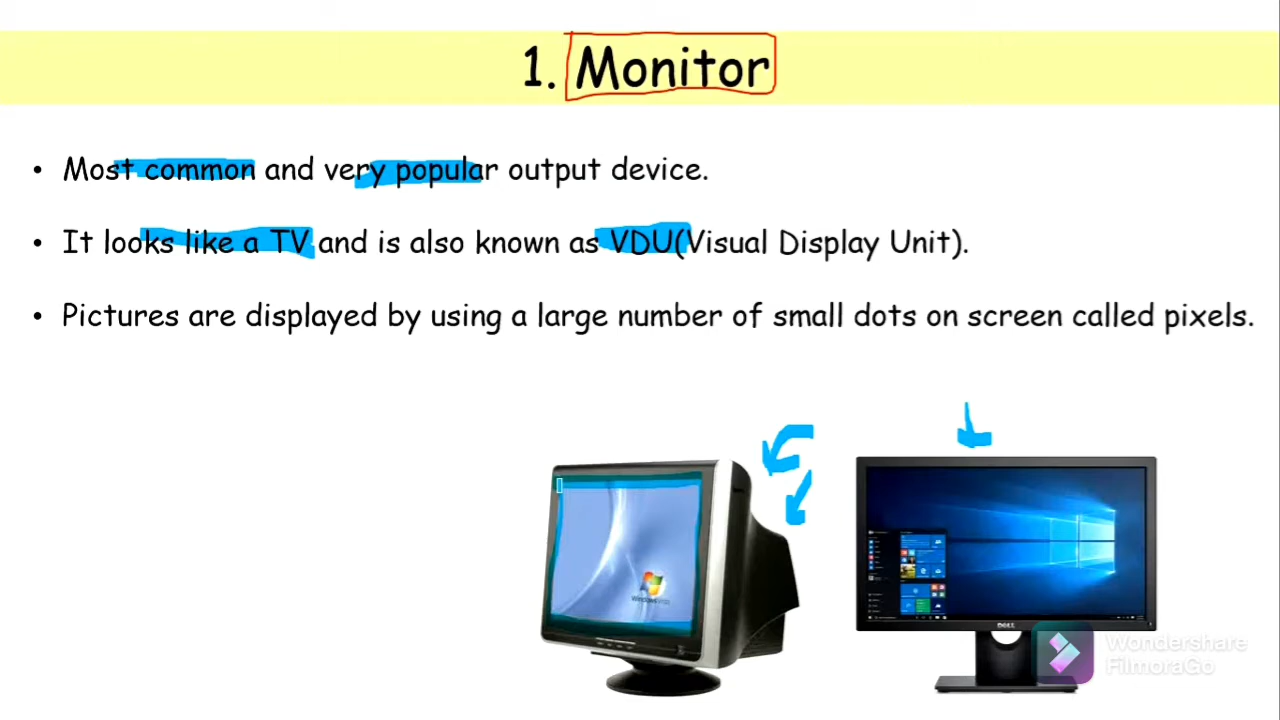 1. Monitor
• Most common and very popular output device.
• It looks like a TV and is also known as VDU(Visual Display Unit).
• Pictures are displayed by using a large number of small dots on screen called pixels.
DELL
Wondershare
FilmoraGo